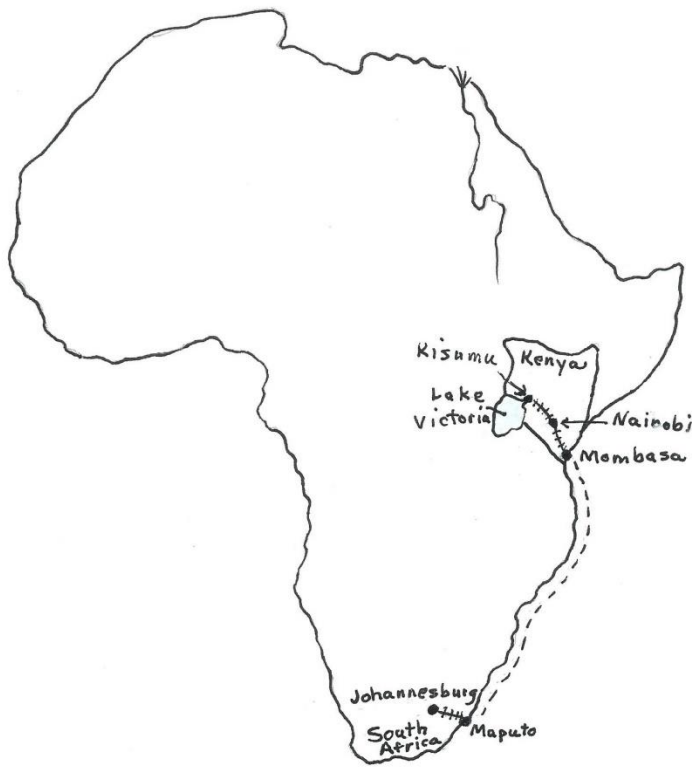 Kisumu
Kenya
Lake
Victoria
Nairobi
Mombasa
Johannesburg
South
Africa
Maputo